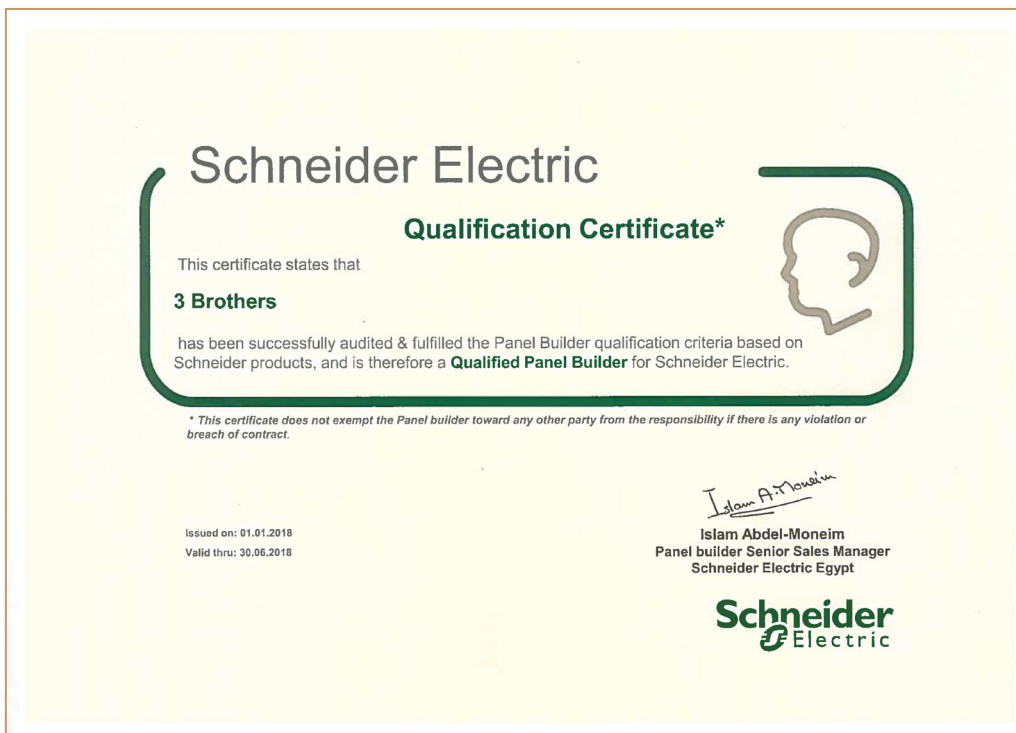 Schneider Electric
Qualification Certificate*
This certificate states that
3 Brothers
has been successfully audited & fulfilled the Panel Builder qualification criteria based on
Schneider products, and is therefore a Qualified Panel Builder for Schneider Electric.
* This certificate does not exempt the Panel builder toward any other party from the responsibility if there is any violation or
breach of contract.
Islam A.Moneim
Issued on: 01.01.2018
Valid thru: 30.06.2018
Islam Abdel-Moneim
Panel builder Senior Sales Manager
Schneider Electric Egypt
Schneider
Electric